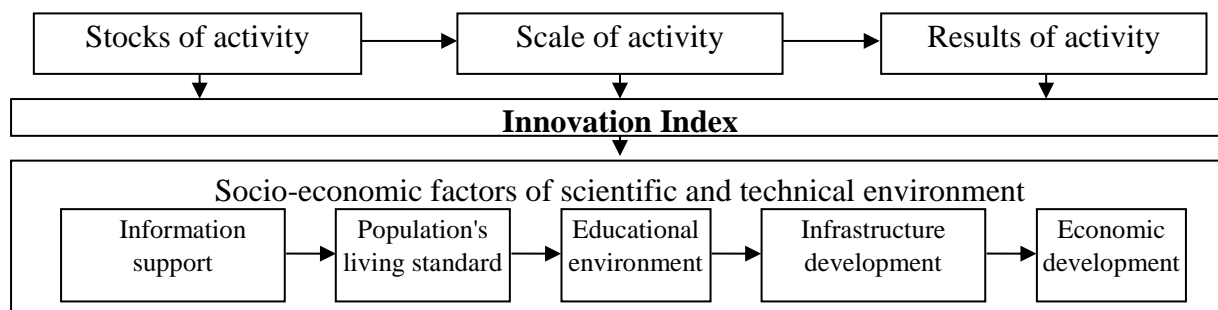 Stocks of activity
Scale of activity
Results of activity
Innovation Index
Socio-economic factors of scientific and technical environment
Information
support
Population's
living standard
Educational
environment
Infrastructure
development
Economic
development